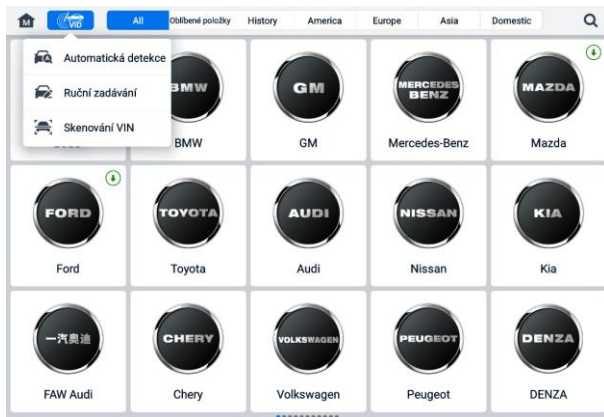 M VID All Oblíbené položky History America Europe Asia Domestic
Automatická detekce
Ruční zadávání
Skenování VIN
BMW GM MERCEDES BENZ MAZDA
BMW GM Mercedes-Benz Mazda
FORD TOYOTA AUDI NISSAN KIA
Ford Toyota Audi Nissan Kia
一汽奥迪 CHERY VOLKSWAGEN PEUGEOT DENZA
FAW Audi Chery Volkswagen Peugeot DENZA